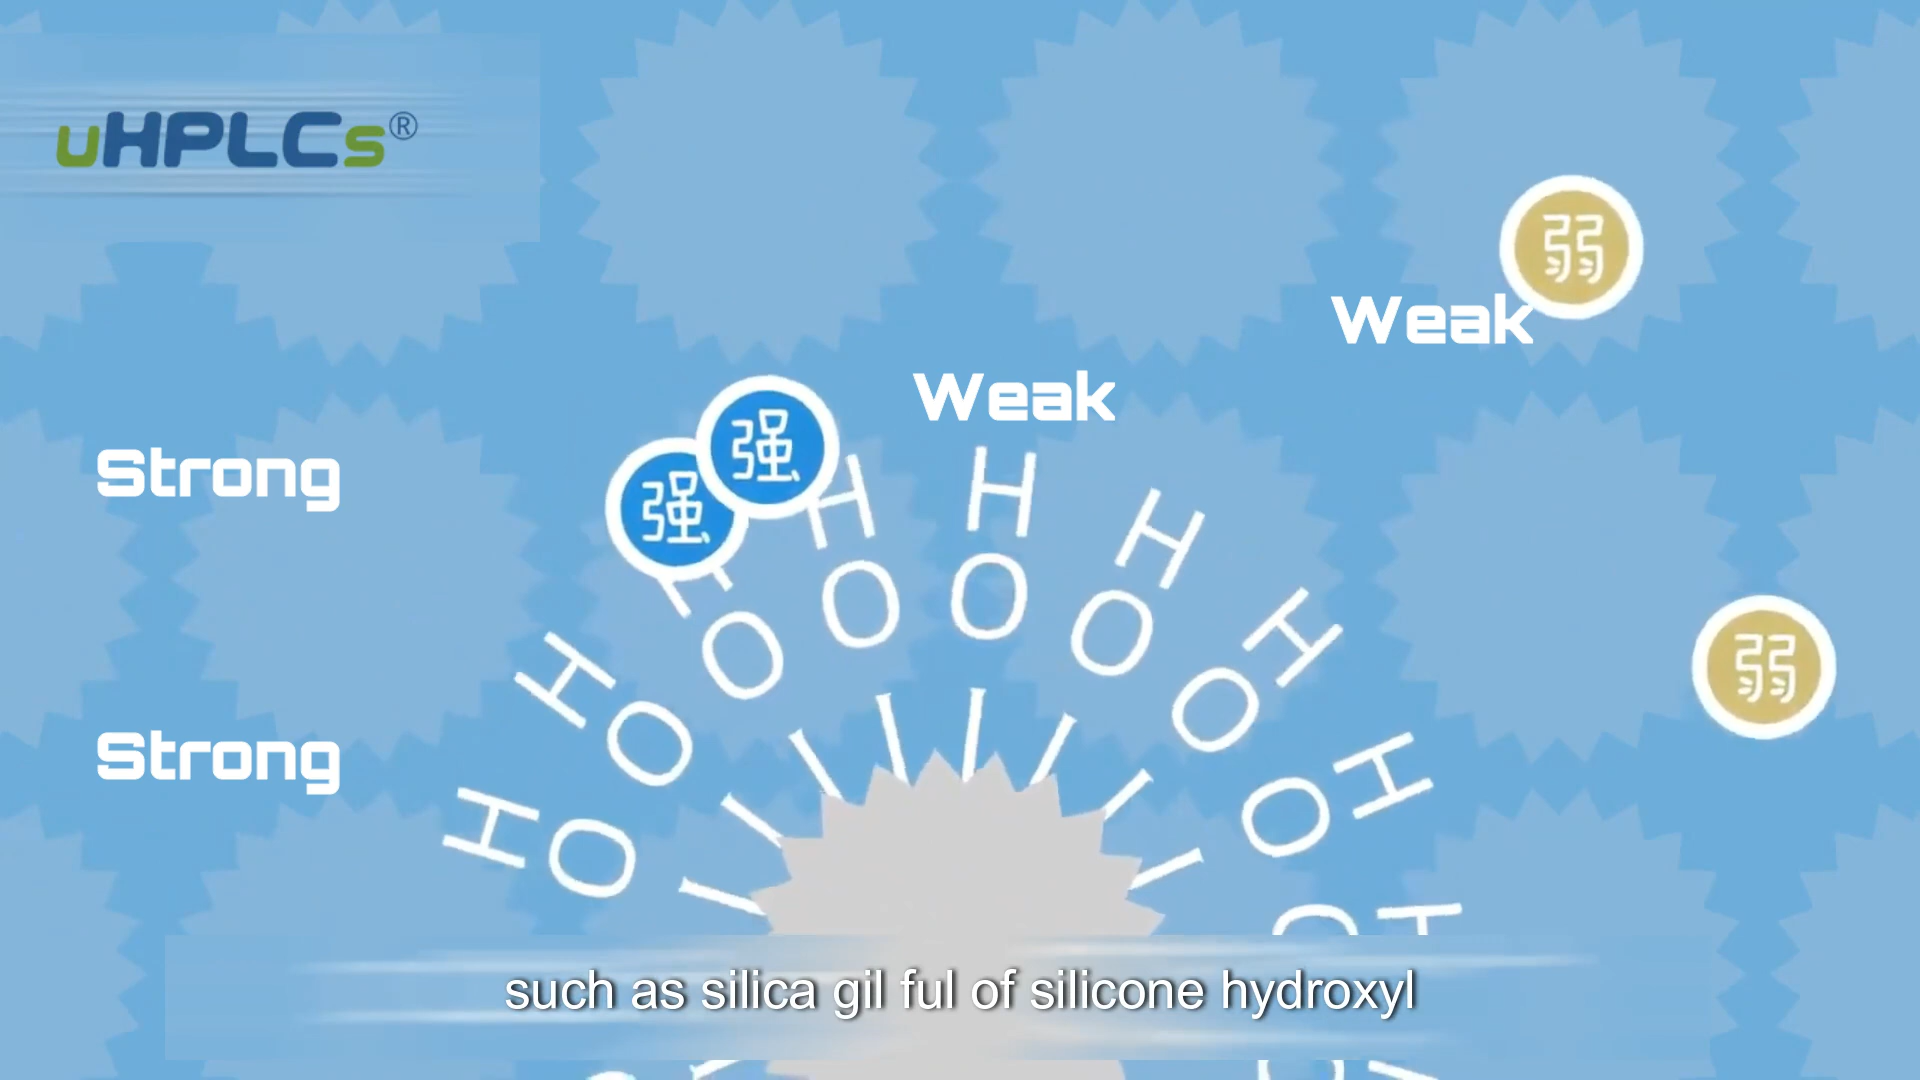 uHPLCs®
弱
Weak
Weak
强
强
Strong
弱
Strong
H H H H H H H H H
O O O O O O O O O
such as silica gil ful of silicone hydroxyl